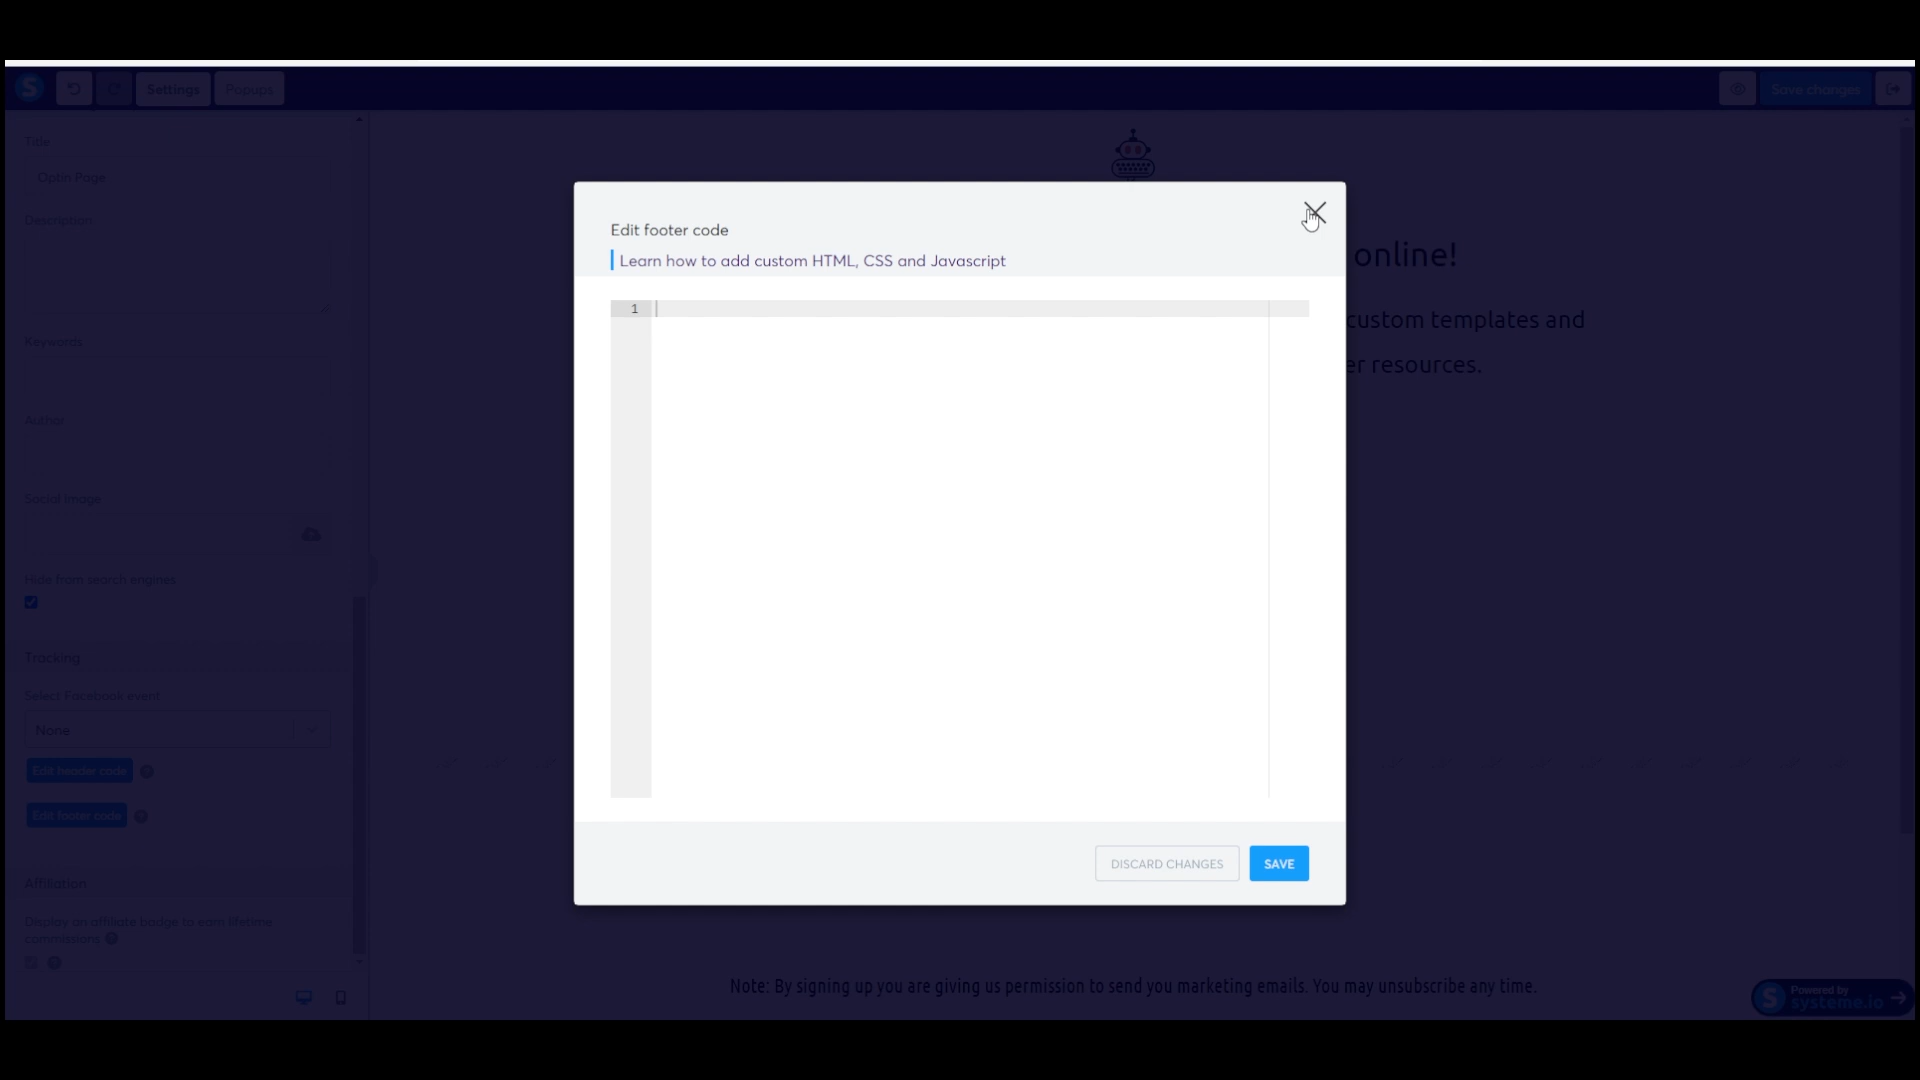 S
Settings
Popups
Save changes
Title
Optin Page
Description
Keywords
Author
Social image
Hide from search engines
Tracking
Select Facebook event
None
Edit header code
Edit footer code
Affiliation
Display an affiliate badge to earn lifetime
commissions
Edit footer code
Learn how to add custom HTML, CSS and Javascript
1
DISCARD CHANGES
SAVE
online!
custom templates and
er resources.
Note: By signing up you are giving us permission to send you marketing emails. You may unsubscribe any time.
S
Powered by
systeme.io